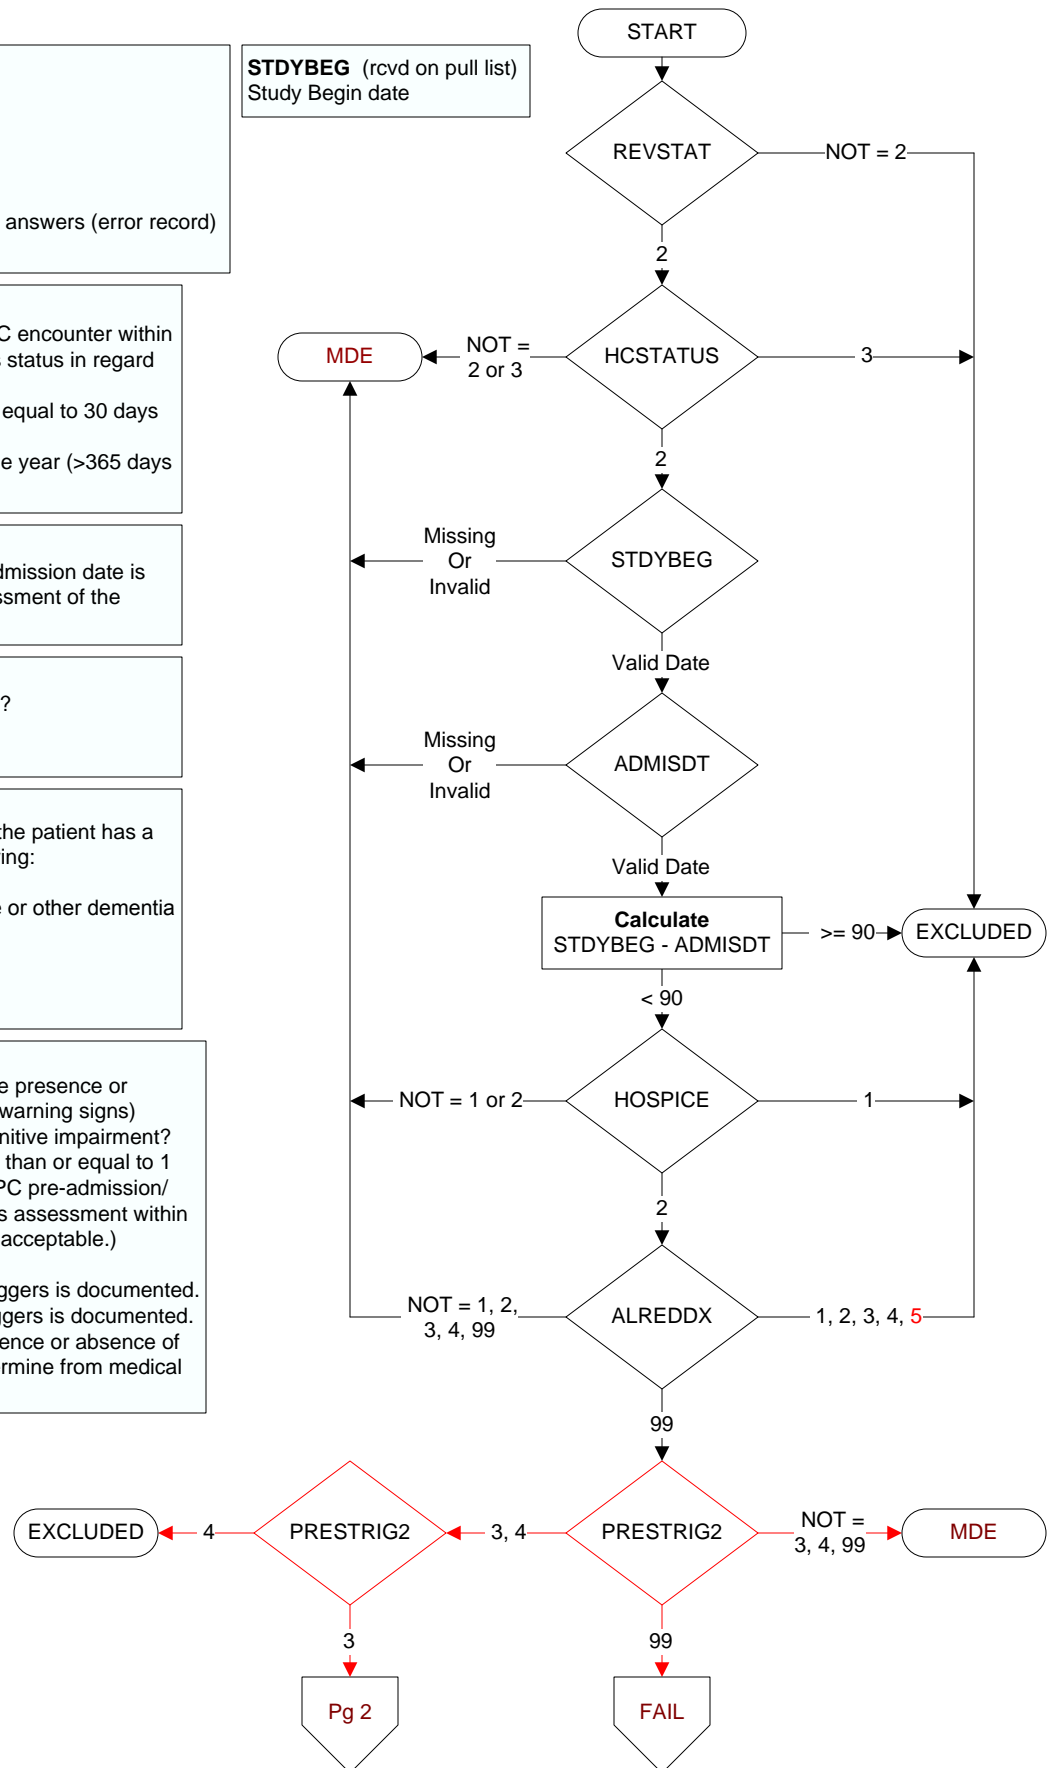 answers (error record)
C encounter within
s status in regard
equal to 30 days
e year (>365 days
dmission date is
ssment of the
?
the patient has a
ing:
e or other dementia
e presence or
warning signs)
nitive impairment?
than or equal to 1
PC pre-admission/
s assessment within
acceptable.)
ggers is documented.
ggers is documented.
ence or absence of
ermine from medical
STDYBEG (rcvd on pull list)
Study Begin date
START
REVSTAT
NOT = 2
2
HCSTATUS
NOT =
2 or 3
MDE
3
2
STDYBEG
Missing
Or
Invalid
Valid Date
ADMISDT
Missing
Or
Invalid
Valid Date
Calculate
STDYBEG - ADMISDT
>= 90
EXCLUDED
< 90
HOSPICE
NOT = 1 or 2
1
2
ALREDDX
NOT = 1, 2,
3, 4, 99
1, 2, 3, 4, 5
99
PRESTRIG2
NOT =
3, 4, 99
MDE
3, 4
PRESTRIG2
4
EXCLUDED
3
99
Pg 2
FAIL